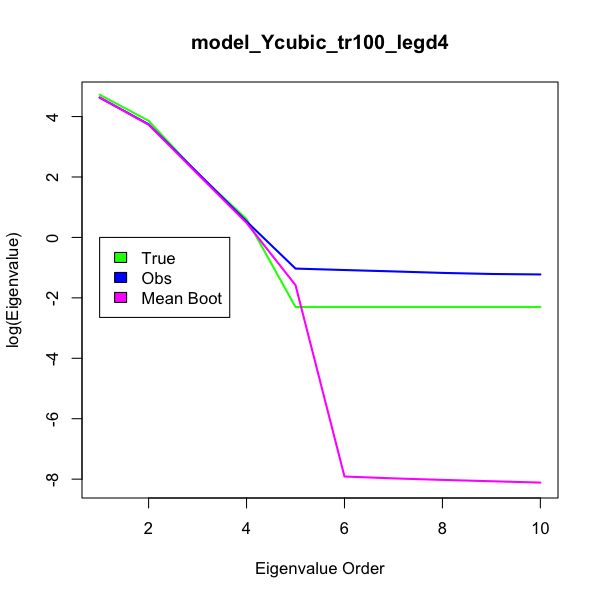 model_Ycubic_tr100_legd4
log(Eigenvalue)
4
2
0
-2
-4
-6
-8
True
Obs
Mean Boot
2 4 6 8 10
Eigenvalue Order